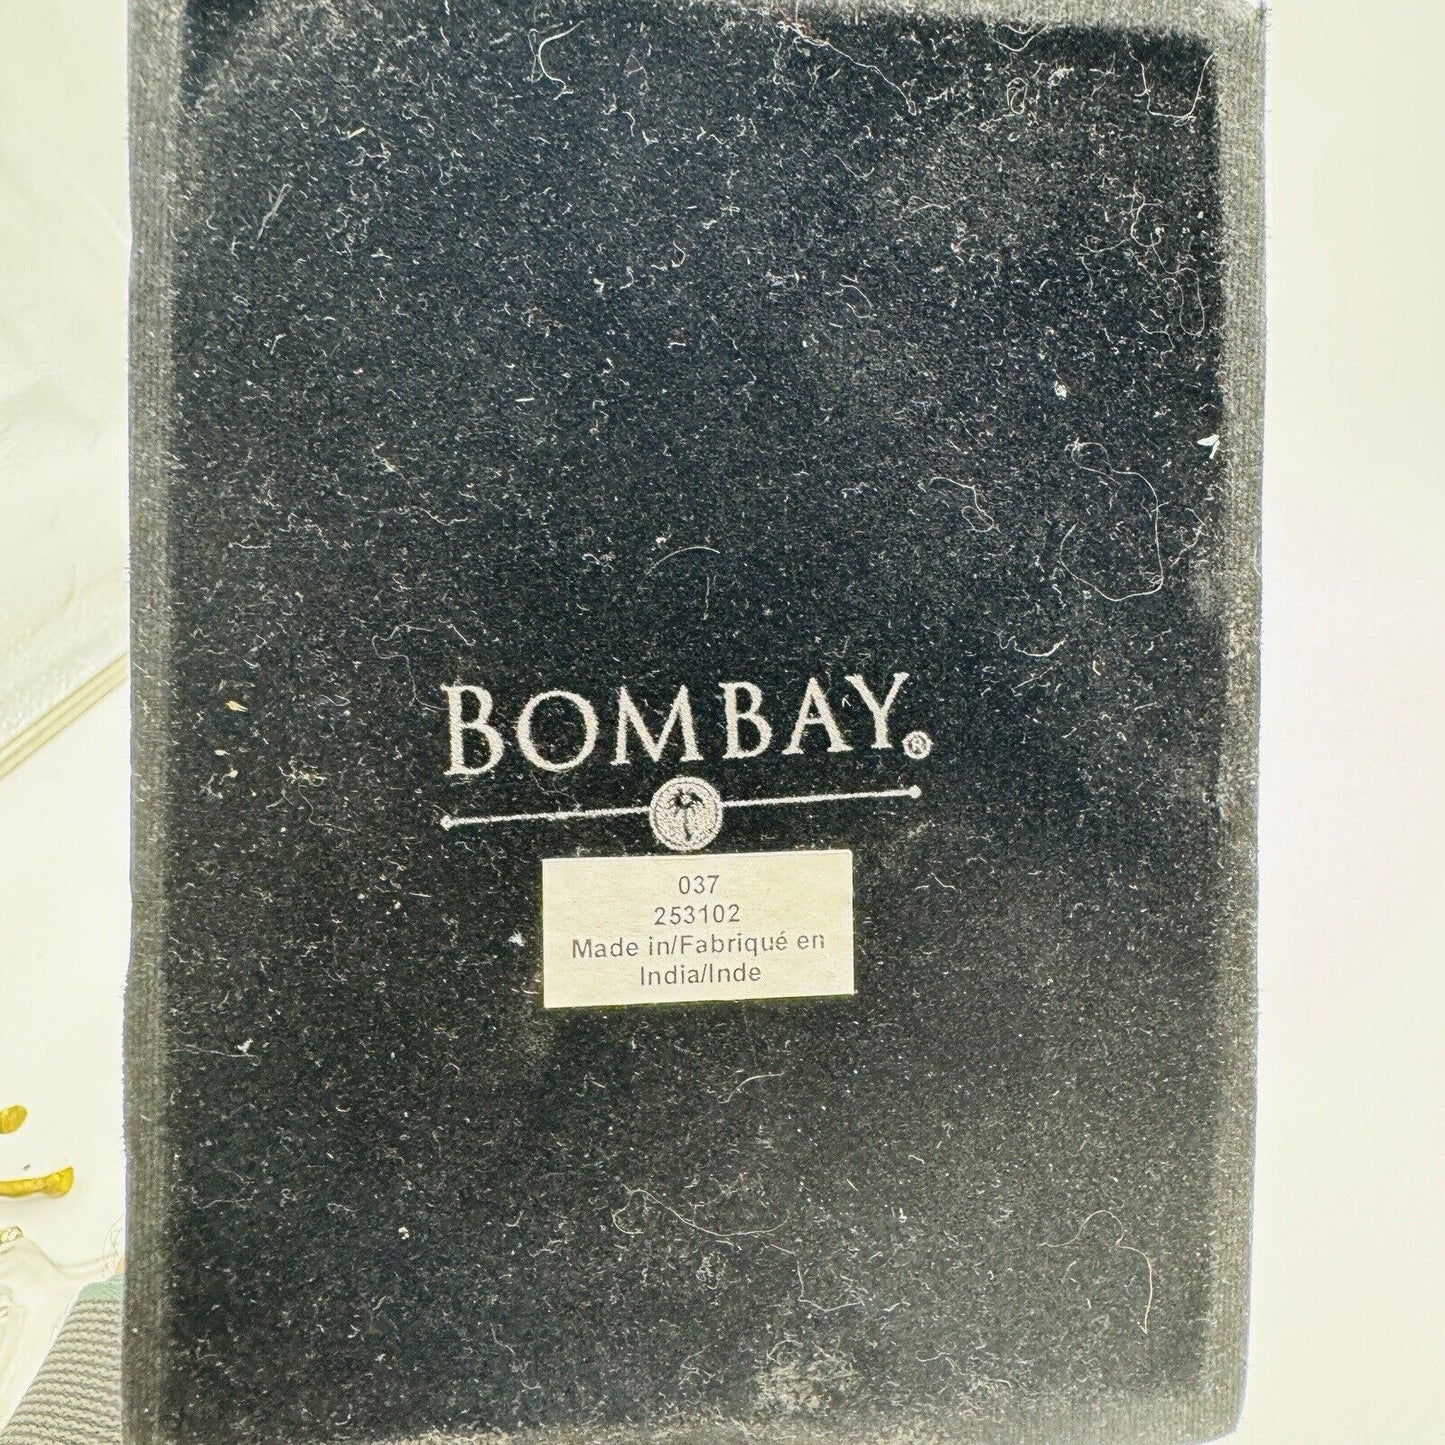 BOMBAY®
037
253102
Made in/Fabriqué en
India/Inde